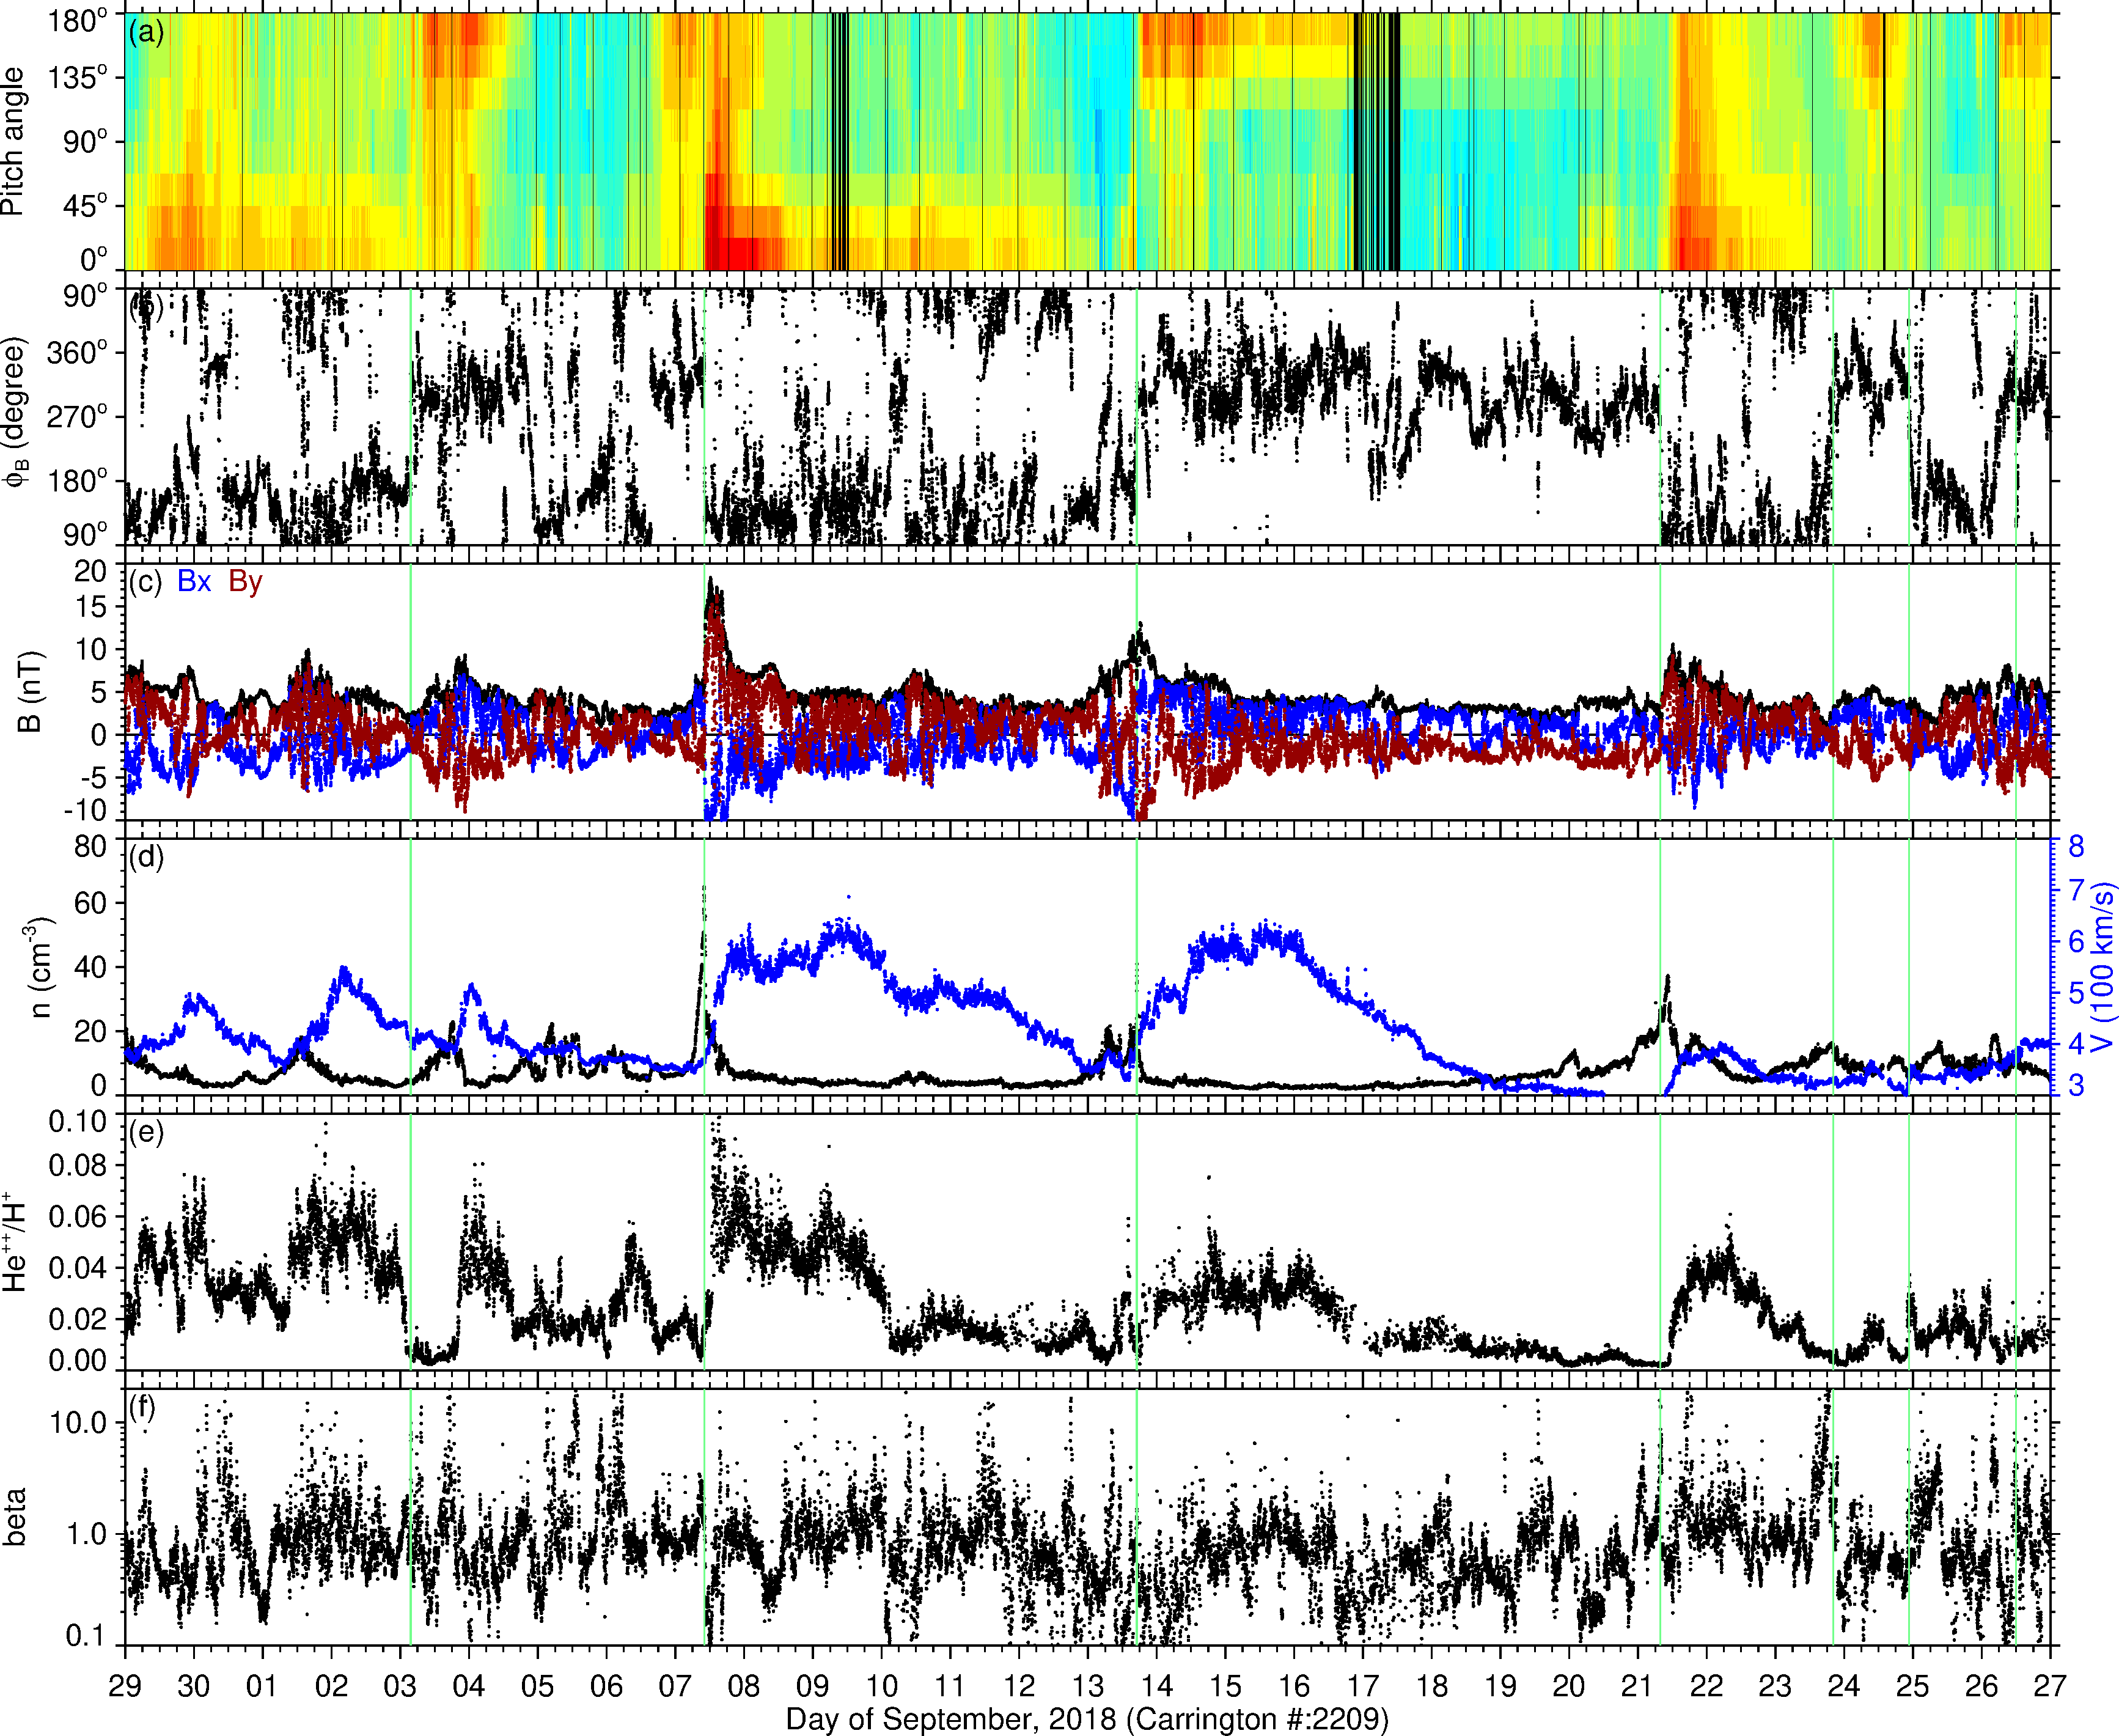 (a)
Pitch angle
180°
135°
90°
45°
0°
(b)
ϕB (degree)
90°
360°
270°
180°
90°
(c) Bx By
B (nT)
20
15
10
5
0
-5
-10
(d)
n (cm-3)
80
60
40
20
0
8
7
6
5
4
3
V (100 km/s)
(e)
He++/H+
0.10
0.08
0.06
0.04
0.02
0.00
(f)
beta
10.0
1.0
0.1
29 30 01 02 03 04 05 06 07 08 09 10 11 12 13 14 15 16 17 18 19 20 21 22 23 24 25 26 27
Day of September, 2018 (Carrington #:2209)